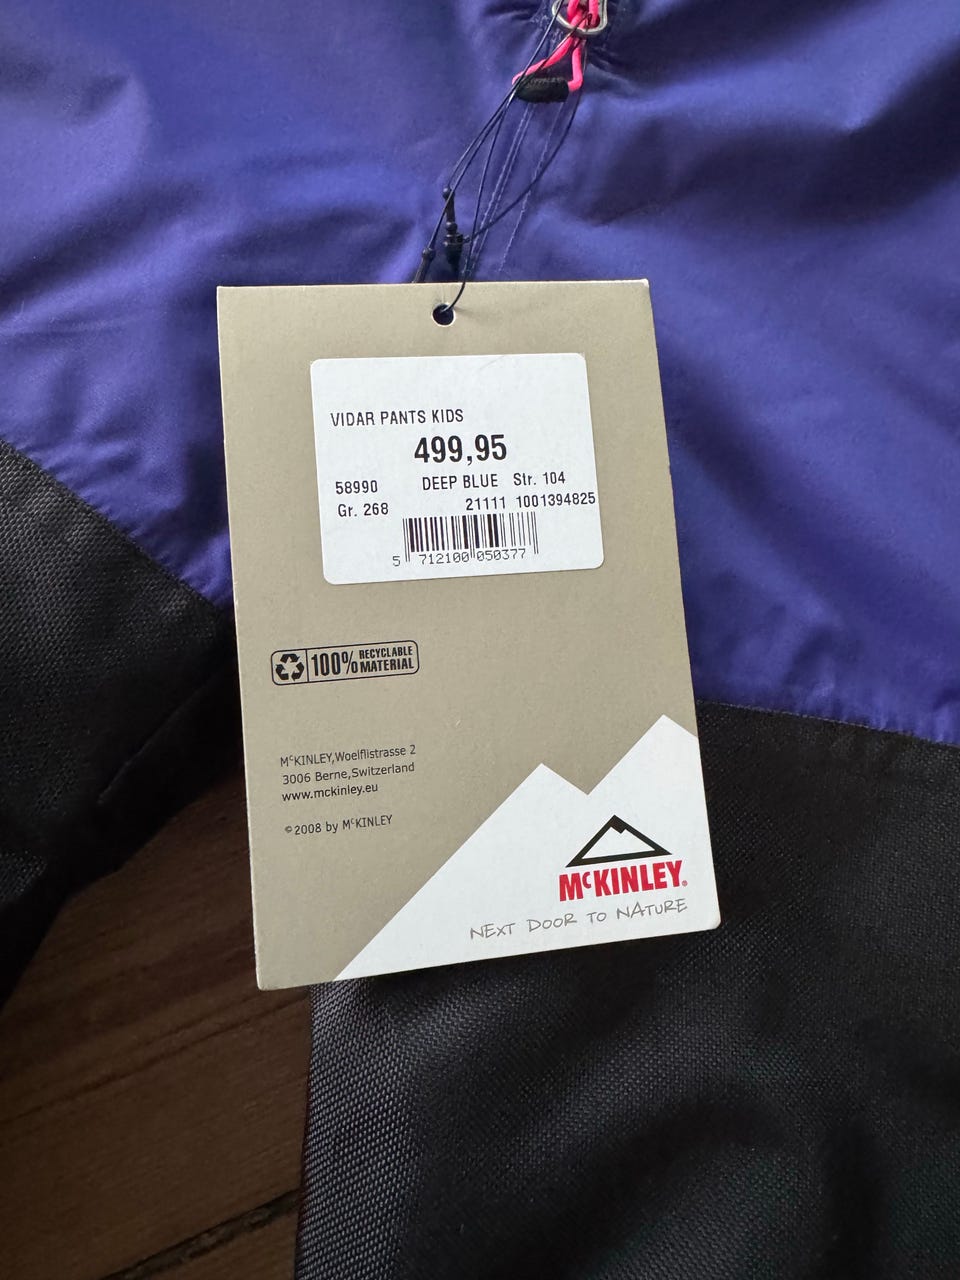 VIDAR PANTS KIDS
499,95
58990 DEEP BLUE Str. 104
Gr. 268 21111 1001394825
5 712100 050377
100% RECYCLABLE MATERIAL
McKINLEY,Woelflistrasse 2
3006 Berne,Switzerland
www.mckinley.eu
©2008 by McKINLEY
McKINLEY®
NEXT DOOR TO NATURE